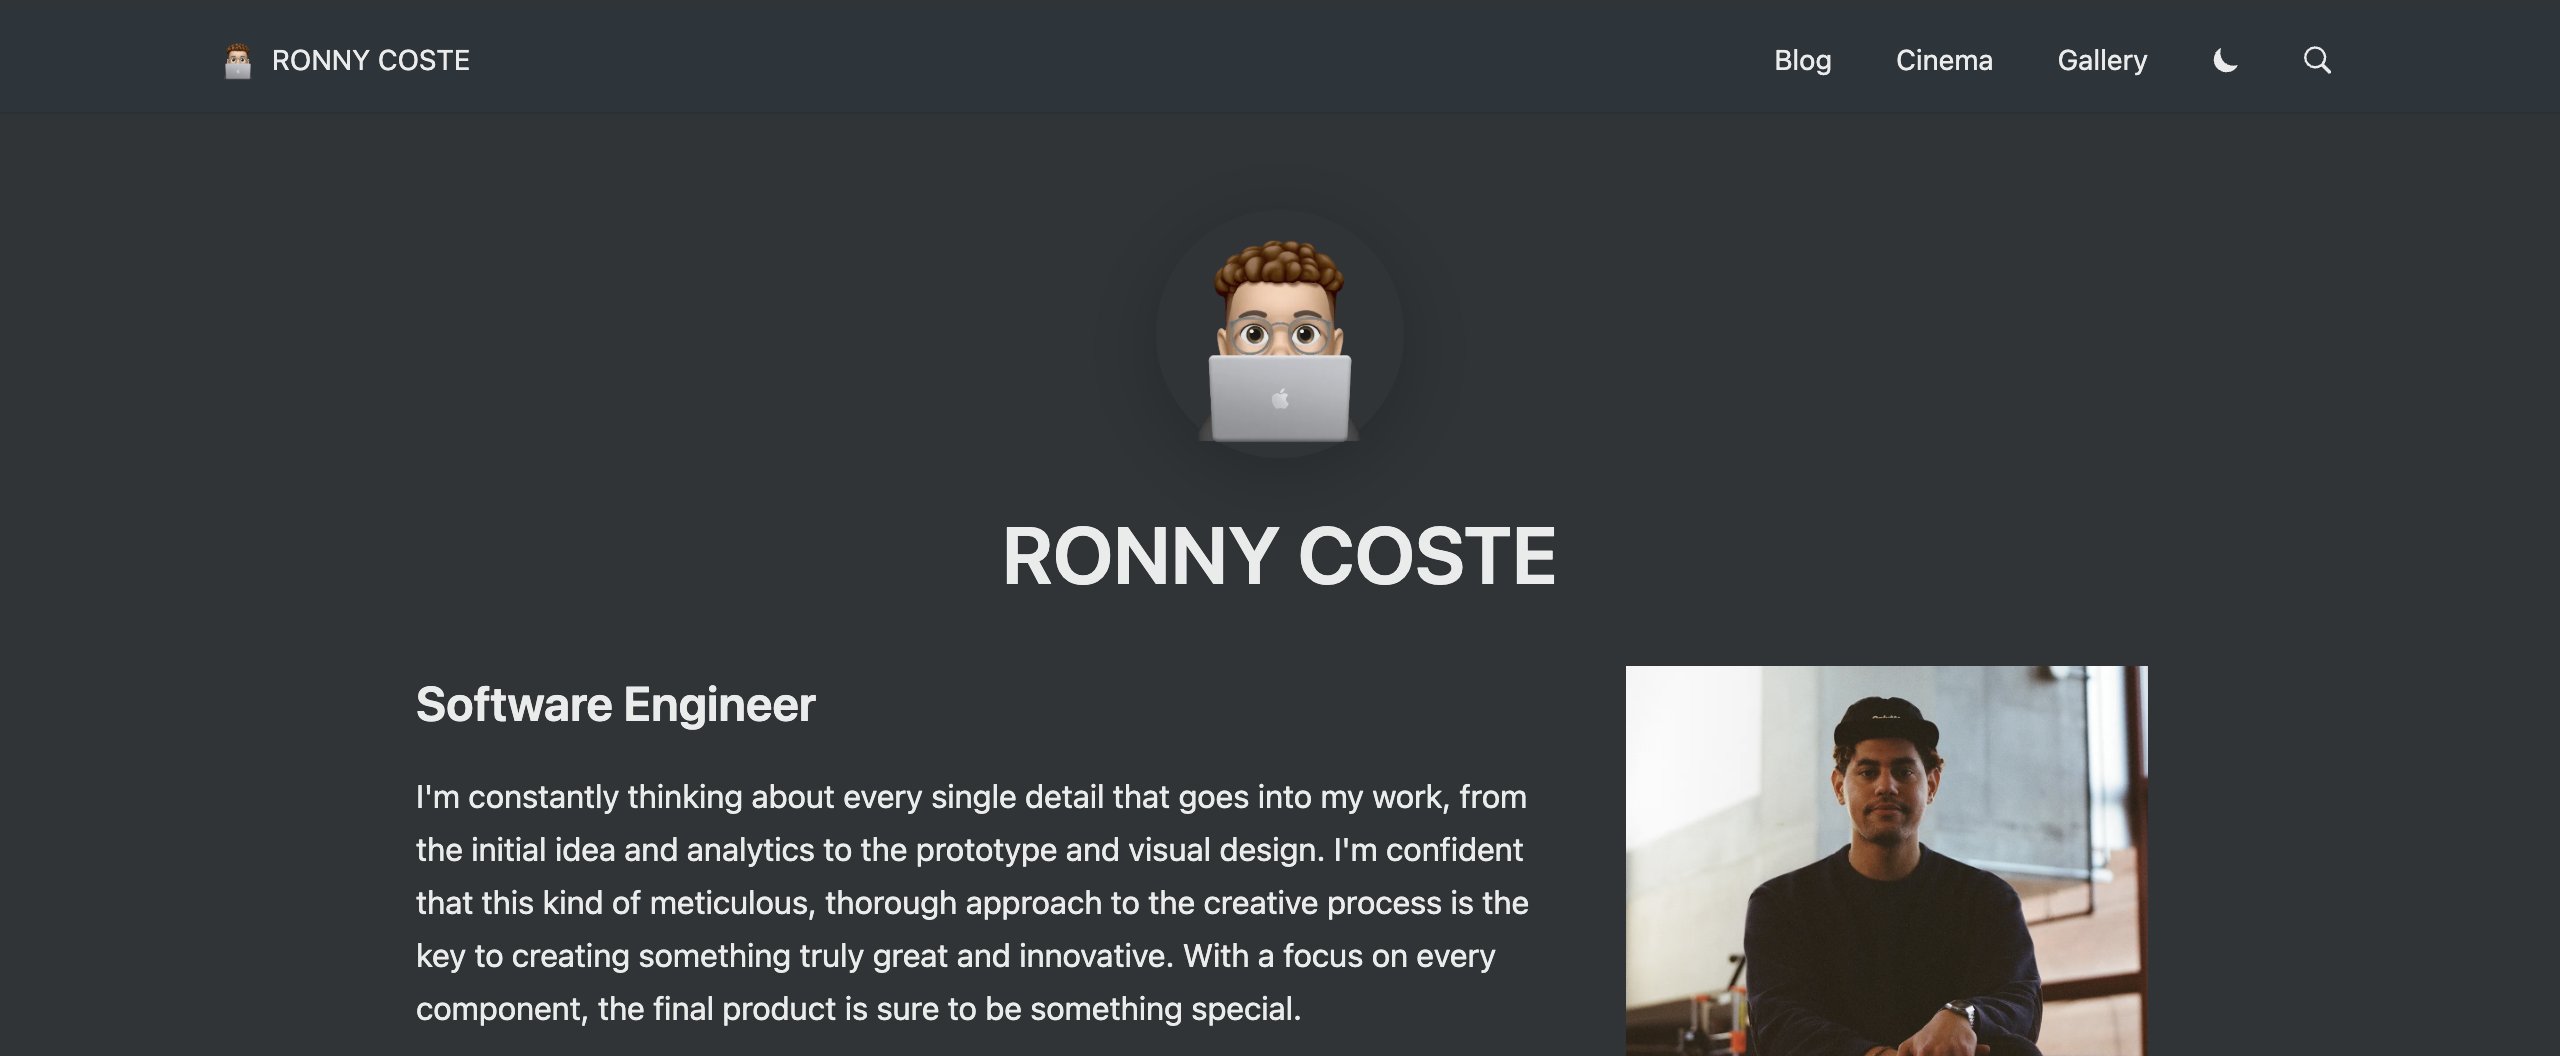 RONNY COSTE
Blog
Cinema
Gallery
RONNY COSTE
Software Engineer
I'm constantly thinking about every single detail that goes into my work, from
the initial idea and analytics to the prototype and visual design. I'm confident
that this kind of meticulous, thorough approach to the creative process is the
key to creating something truly great and innovative. With a focus on every
component, the final product is sure to be something special.